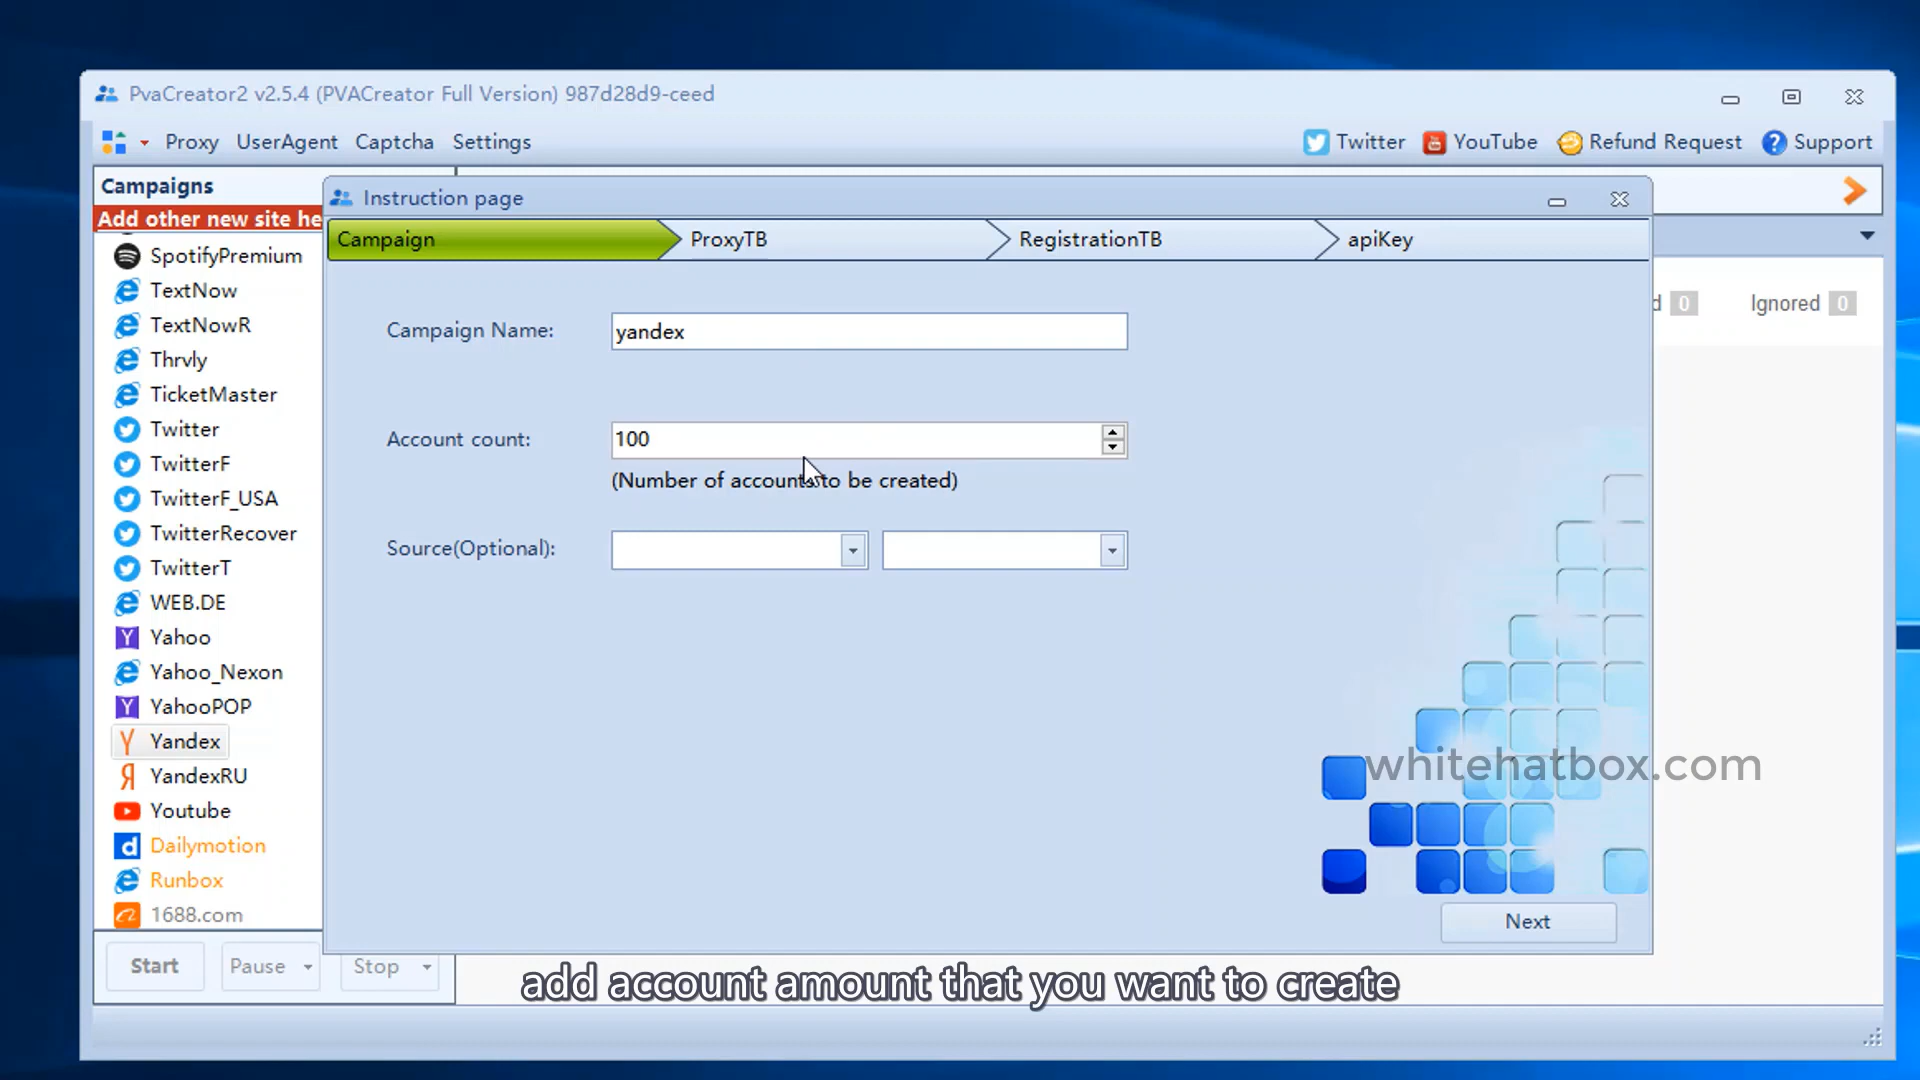 PvaCreator2 v2.5.4 (PVACreator Full Version) 987d28d9-ceed
Proxy UserAgent Captcha Settings Twitter YouTube Refund Request Support
Campaigns
Add other new site he
SpotifyPremium
TextNow
TextNowR
Thrvly
TicketMaster
Twitter
TwitterF
TwitterF_USA
TwitterRecover
TwitterT
WEB.DE
Yahoo
Yahoo_Nexon
YahooPOP
Yandex
YandexRU
Youtube
Dailymotion
Runbox
1688.com
Start Pause Stop
Instruction page
Campaign ProxyTB RegistrationTB apiKey
Campaign Name: yandex
Account count: 100
(Number of accounts to be created)
Source(Optional):
Next
d 0 Ignored 0
whitehatbox.com
add account amount that you want to create